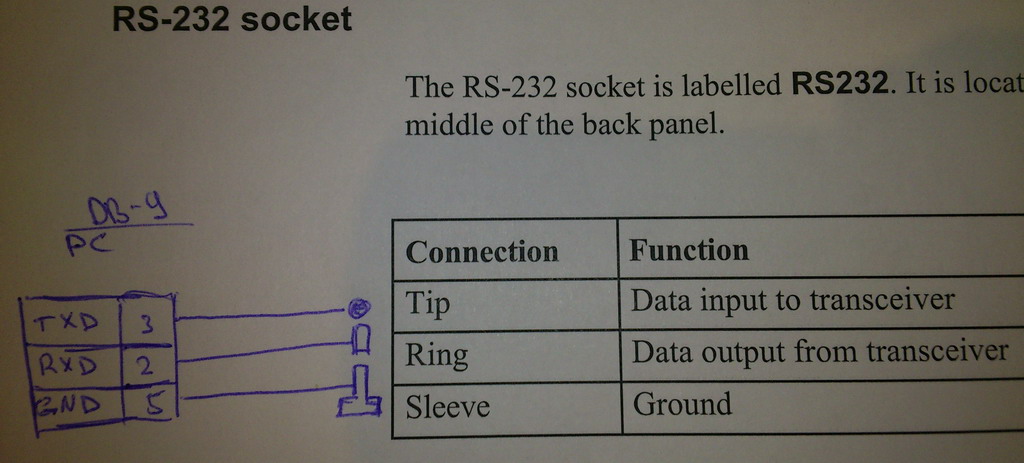 RS-232 socket
The RS-232 socket is labelled RS232. It is locat
middle of the back panel.
DB-9
PC
TXD 3
RXD 2
GND 5
Connection Function
Tip Data input to transceiver
Ring Data output from transceiver
Sleeve Ground